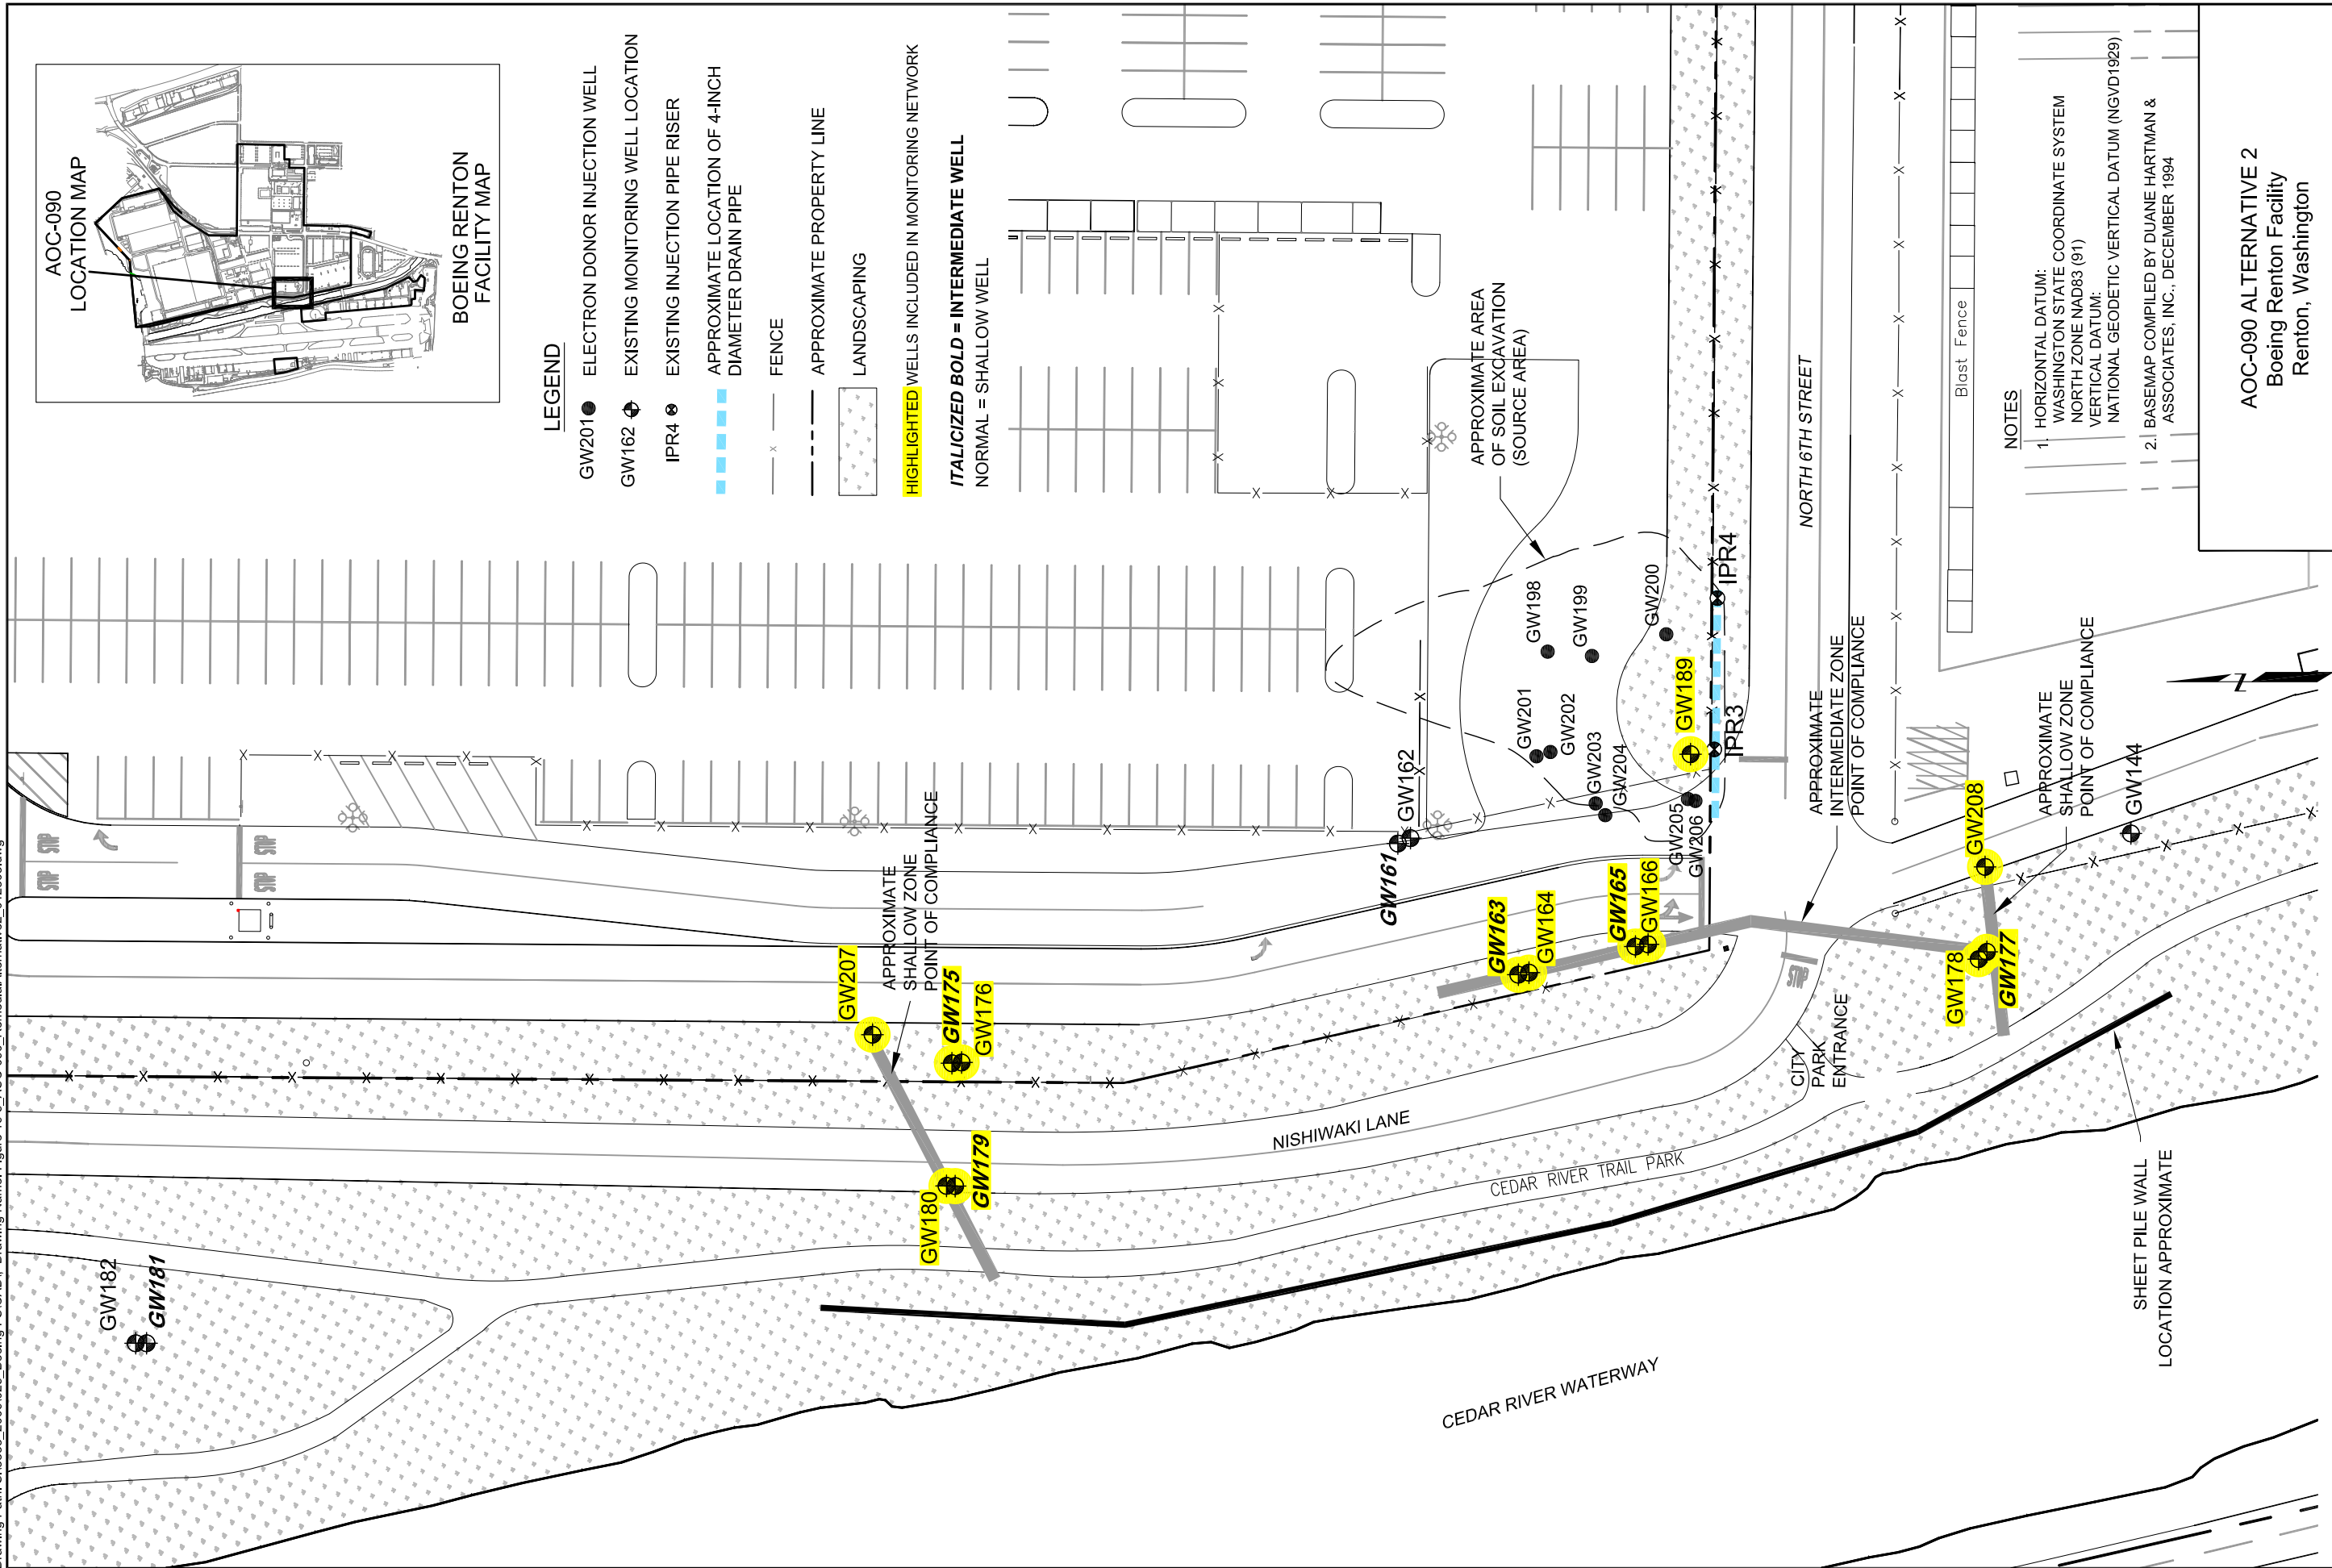 AOC-090
LOCATION MAP
BOEING RENTON
FACILITY MAP
LEGEND
GW201 ELECTRON DONOR INJECTION WELL
GW162 EXISTING MONITORING WELL LOCATION
IPR4 EXISTING INJECTION PIPE RISER
APPROXIMATE LOCATION OF 4-INCH
DIAMETER DRAIN PIPE
X FENCE
APPROXIMATE PROPERTY LINE
LANDSCAPING
HIGHLIGHTED WELLS INCLUDED IN MONITORING NETWORK
ITALICIZED BOLD = INTERMEDIATE WELL
NORMAL = SHALLOW WELL
APPROXIMATE AREA
OF SOIL EXCAVATION
(SOURCE AREA)
GW198
GW199
GW200
IPR4
GW201
GW202
GW203
GW204
GW189
IPR3
GW205
GW206
GW162
GW161
GW163
GW164
GW165
GW166
NORTH 6TH STREET
APPROXIMATE
INTERMEDIATE ZONE
POINT OF COMPLIANCE
Blast Fence
APPROXIMATE
SHALLOW ZONE
POINT OF COMPLIANCE
GW144
GW208
GW178
GW177
STOP
STOP
STOP
STOP
STOP
APPROXIMATE
SHALLOW ZONE
POINT OF COMPLIANCE
GW207
GW175
GW176
GW180
GW179
GW182
GW181
NISHIWAKI LANE
CEDAR RIVER TRAIL PARK
CITY
PARK
ENTRANCE
CEDAR RIVER WATERWAY
SHEET PILE WALL
LOCATION APPROXIMATE
Z
NOTES
1. HORIZONTAL DATUM:
WASHINGTON STATE COORDINATE SYSTEM
NORTH ZONE NAD83 (91)
VERTICAL DATUM:
NATIONAL GEODETIC VERTICAL DATUM (NGVD1929)
2. BASEMAP COMPILED BY DUANE HARTMAN &
ASSOCIATES, INC., DECEMBER 1994
AOC-090 ALTERNATIVE 2
Boeing Renton Facility
Renton, Washington